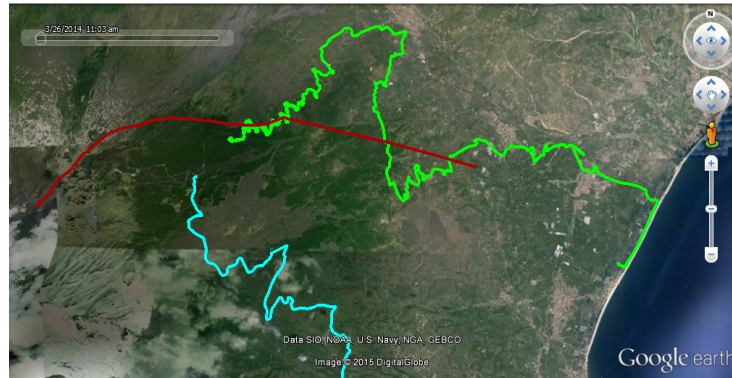 3/26/2014 11:03 am
N
Data SIO, NOAA, U.S. Navy, NGA, GEBCO
Image © 2015 DigitalGlobe
Google earth